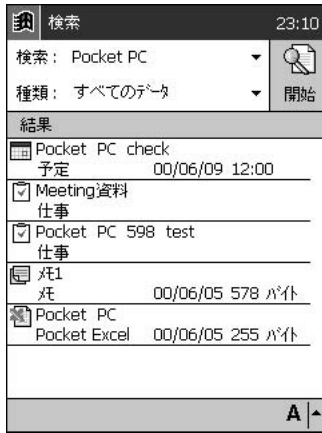 検索 23:10
検索: Pocket PC
種類: すべてのﾃﾞｰﾀ 開始
結果
Pocket PC check
予定 00/06/09 12:00
Meeting資料
仕事
Pocket PC 598 test
仕事
ﾒﾓ1
ﾒﾓ 00/06/05 578 ﾊﾞｲﾄ
Pocket PC
Pocket Excel 00/06/05 255 ﾊﾞｲﾄ
A